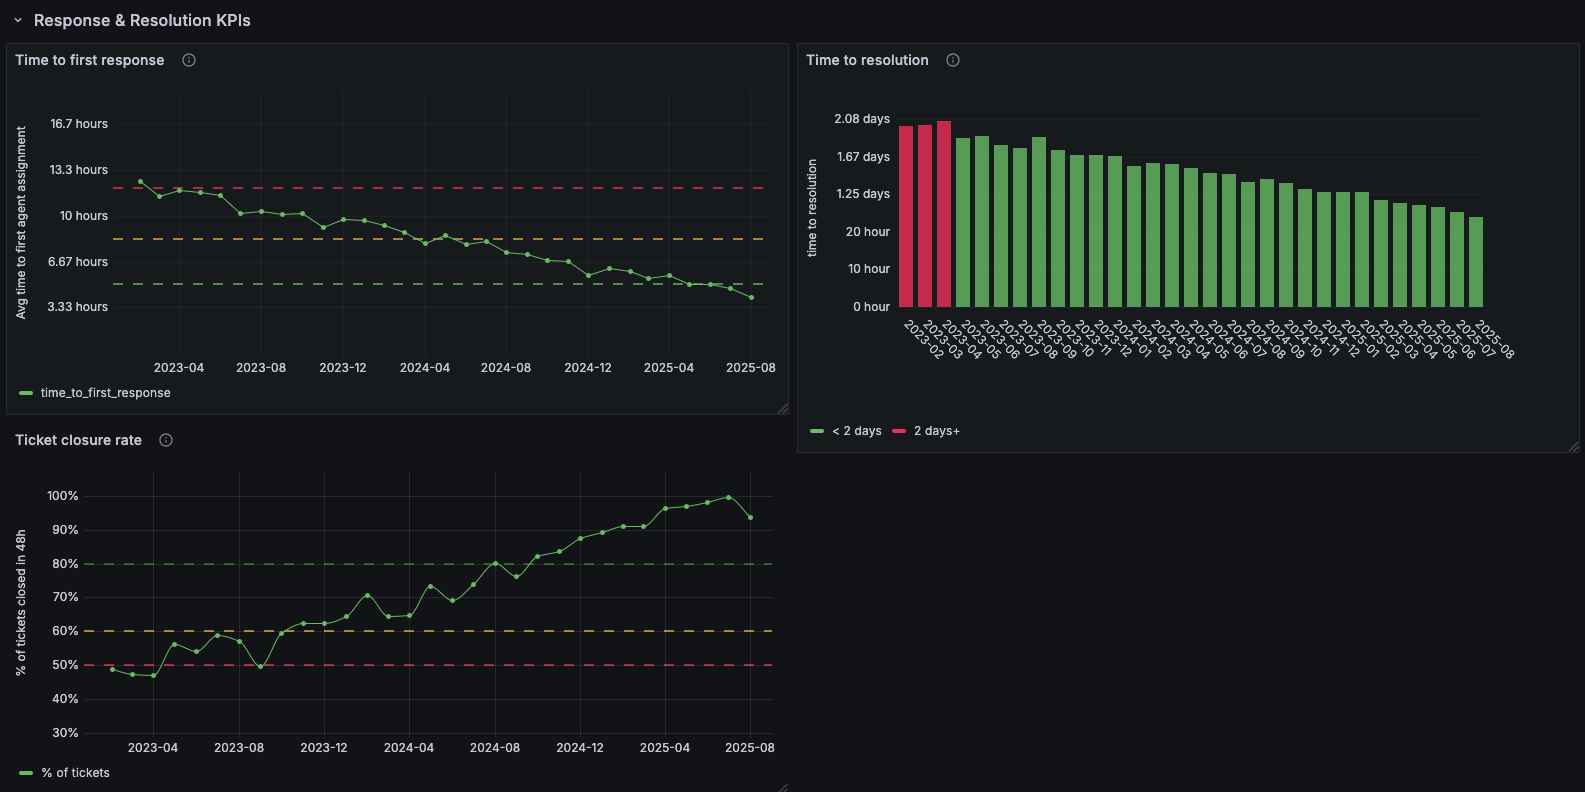 Response & Resolution KPIs
Time to first response
Avg time to first agent assignment
16.7 hours
13.3 hours
10 hours
6.67 hours
3.33 hours
2023-04
2023-08
2023-12
2024-04
2024-08
2024-12
2025-04
2025-08
time_to_first_response
Time to resolution
time to resolution
2.08 days
1.67 days
1.25 days
20 hour
10 hour
0 hour
2023-02
2023-03
2023-04
2023-05
2023-06
2023-07
2023-08
2023-09
2023-10
2023-11
2023-12
2024-01
2024-02
2024-03
2024-04
2024-05
2024-06
2024-07
2024-08
2024-09
2024-10
2024-11
2024-12
2025-01
2025-02
2025-03
2025-04
2025-05
2025-06
2025-07
2025-08
< 2 days
2 days+
Ticket closure rate
% of tickets closed in 48h
100%
90%
80%
70%
60%
50%
40%
30%
2023-04
2023-08
2023-12
2024-04
2024-08
2024-12
2025-04
2025-08
% of tickets